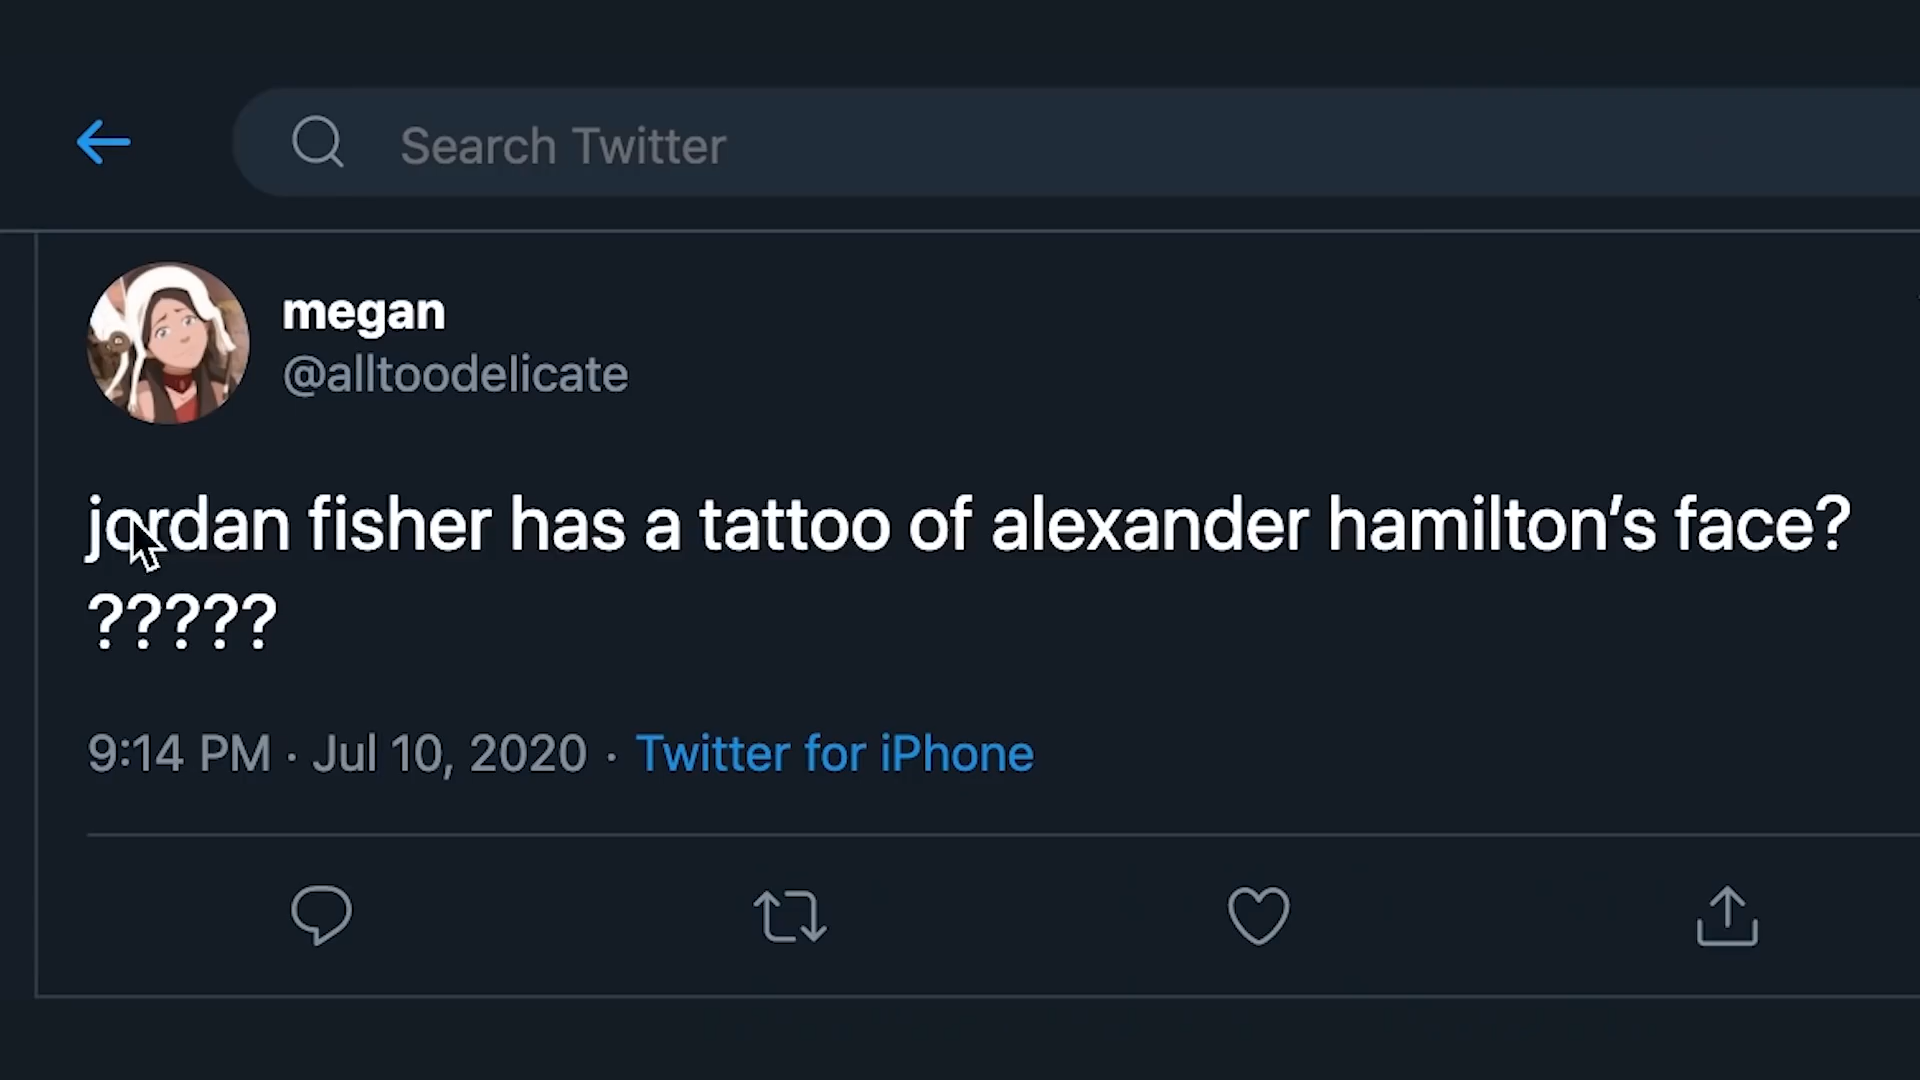 Search Twitter
megan
@alltoodelicate
jordan fisher has a tattoo of alexander hamilton’s face?
?????
9:14 PM · Jul 10, 2020 · Twitter for iPhone